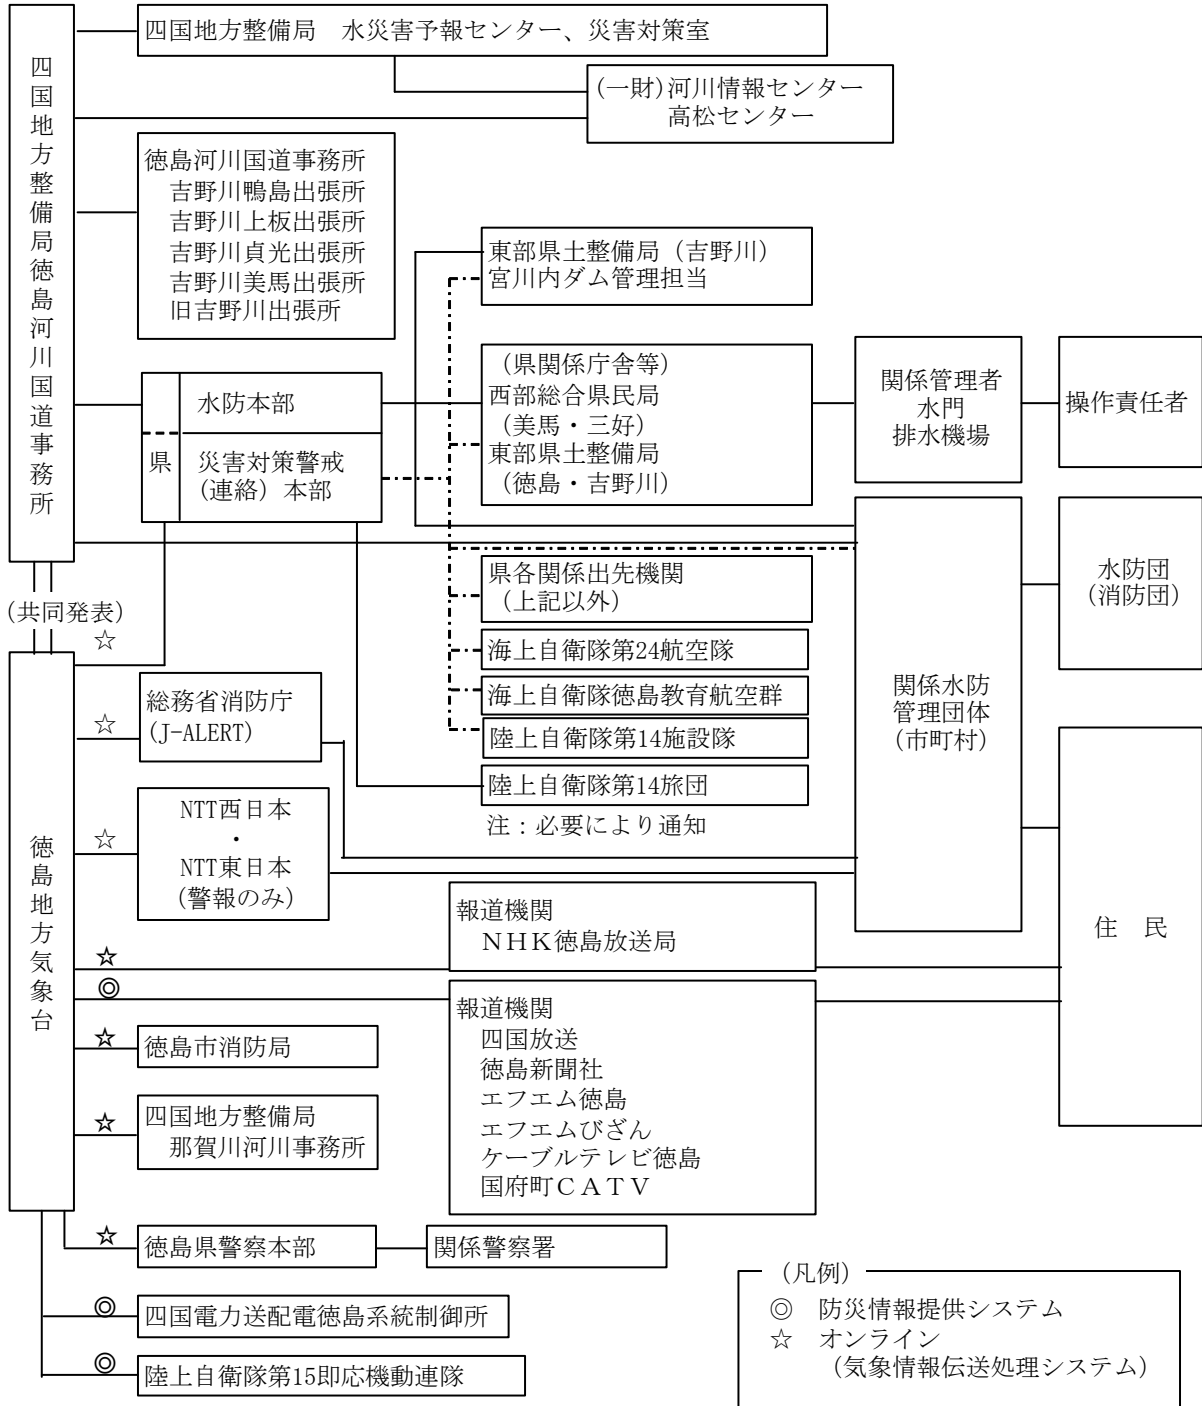 四国地方整備局徳島河川国道事務所
四国地方整備局　水災害予報センター、災害対策室
(一財)河川情報センター
高松センター
徳島河川国道事務所
吉野川鴨島出張所
吉野川上板出張所
吉野川貞光出張所
吉野川美馬出張所
旧吉野川出張所
東部県土整備局（吉野川）
宮川内ダム管理担当
県
水防本部
災害対策警戒
（連絡）本部
（県関係庁舎等）
西部総合県民局
（美馬・三好）
東部県土整備局
（徳島・吉野川）
関係管理者
水門
排水機場
操作責任者
県各関係出先機関
（上記以外）
水防団
（消防団）
(共同発表)
☆
海上自衛隊第24航空隊
海上自衛隊徳島教育航空群
陸上自衛隊第14施設隊
陸上自衛隊第14旅団
注：必要により通知
関係水防
管理団体
（市町村）
徳島地方気象台
☆
総務省消防庁
(J-ALERT)
☆
NTT西日本
・
NTT東日本
（警報のみ）
報道機関
ＮＨＫ徳島放送局
住　民
☆
◎
報道機関
四国放送
徳島新聞社
エフエム徳島
エフエムびざん
ケーブルテレビ徳島
国府町ＣＡＴＶ
☆
徳島市消防局
☆
四国地方整備局
那賀川河川事務所
☆
徳島県警察本部
関係警察署
◎
四国電力送配電徳島系統制御所
◎
陸上自衛隊第15即応機動連隊
（凡例）
◎　防災情報提供システム
☆　オンライン
（気象情報伝送処理システム）